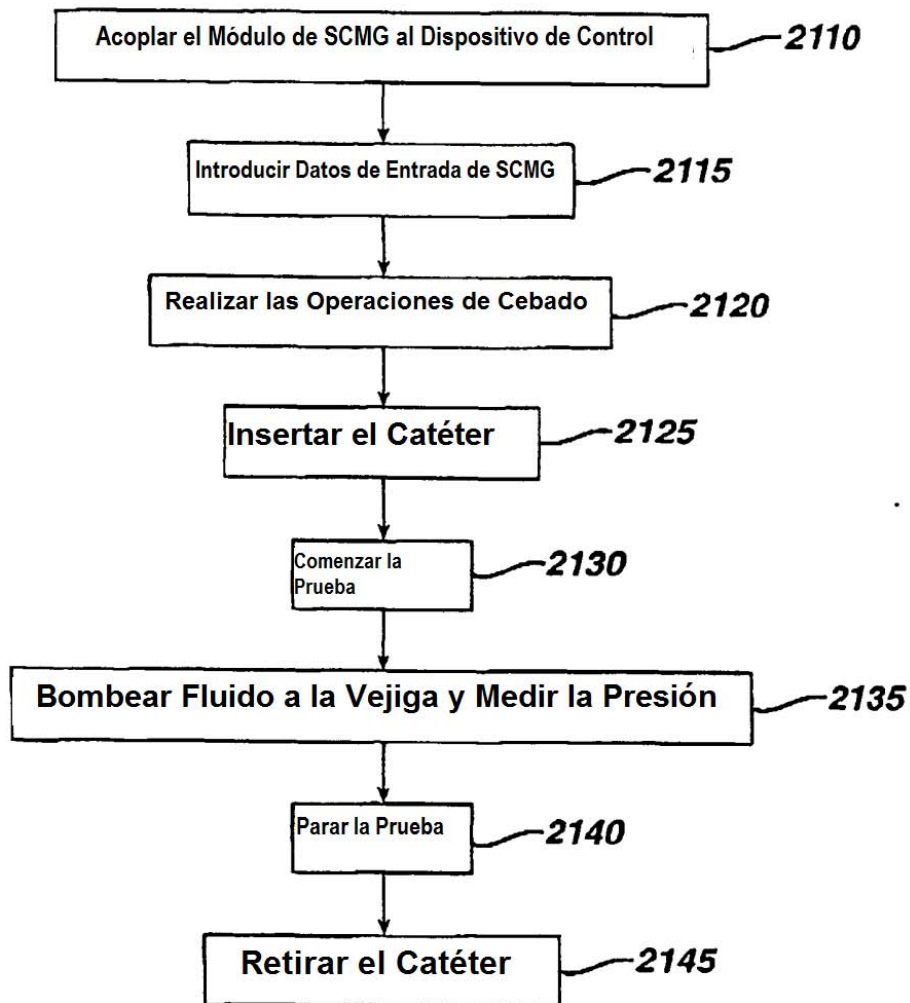 Acoplar el Módulo de SCMG al Dispositivo de Control
2110
Introducir Datos de Entrada de SCMG
2115
Realizar las Operaciones de Cebado
2120
Insertar el Catéter
2125
Comenzar la
Prueba
2130
Bombear Fluido a la Vejiga y Medir la Presión
2135
Parar la Prueba
2140
Retirar el Catéter
2145